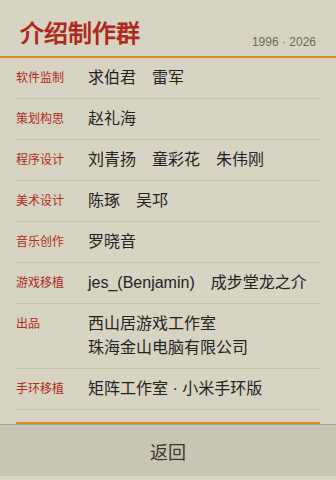 介绍制作群
1996 · 2026
软件监制 求伯君 雷军
策划构思 赵礼海
程序设计 刘青扬 童彩花 朱伟刚
美术设计 陈琢 吴邛
音乐创作 罗晓音
游戏移植 jes_(Benjamin) 成步堂龙之介
出品 西山居游戏工作室
珠海金山电脑有限公司
手环移植 矩阵工作室 · 小米手环版
返回